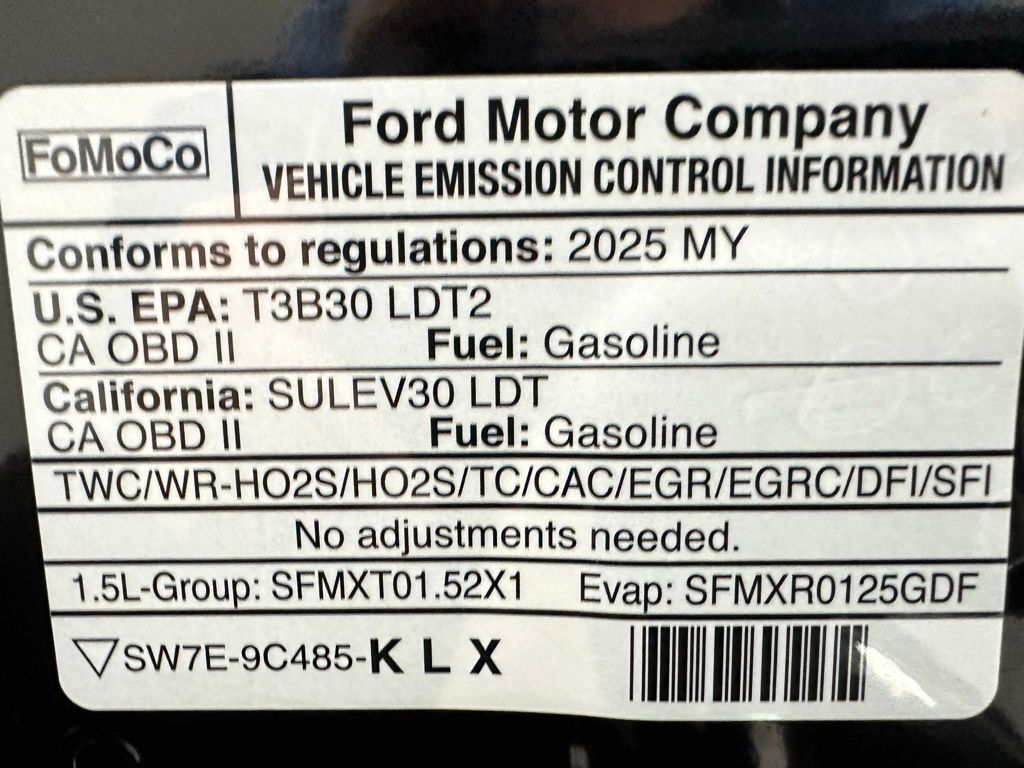 FoMoCo
Ford Motor Company
VEHICLE EMISSION CONTROL INFORMATION
Conforms to regulations: 2025 MY
U.S. EPA: T3B30 LDT2
CA OBD II Fuel: Gasoline
California: SULEV30 LDT
CA OBD II Fuel: Gasoline
TWC/WR-HO2S/HO2S/TC/CAC/EGR/EGRC/DFI/SFI
No adjustments needed.
1.5L-Group: SFMXT01.52X1 Evap: SFMXR0125GDF
SW7E-9C485-K L X